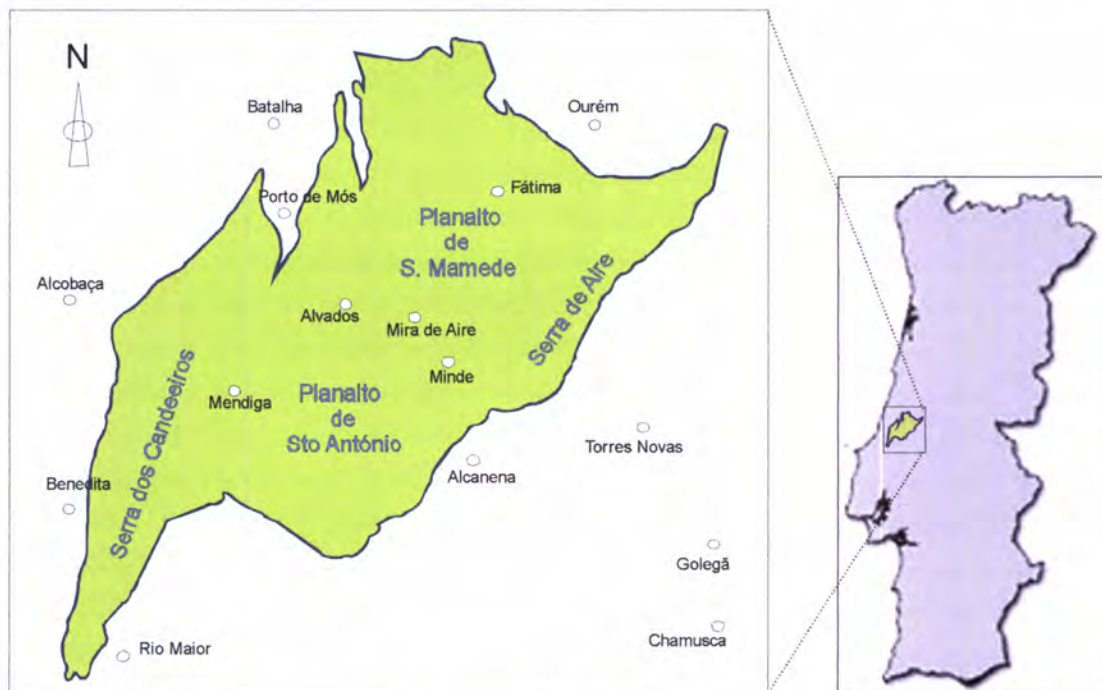 N
Batalha
Ourém
Porto de Mós
Fátima
Planalto
de
S. Mamede
Alcobaça
Alvados
Mira de Aire
Serra de Aire
Minde
Mendiga
Planalto
de
Sto António
Serra dos Candeeiros
Torres Novas
Alcanena
Benedita
Golegã
Chamusca
Rio Maior